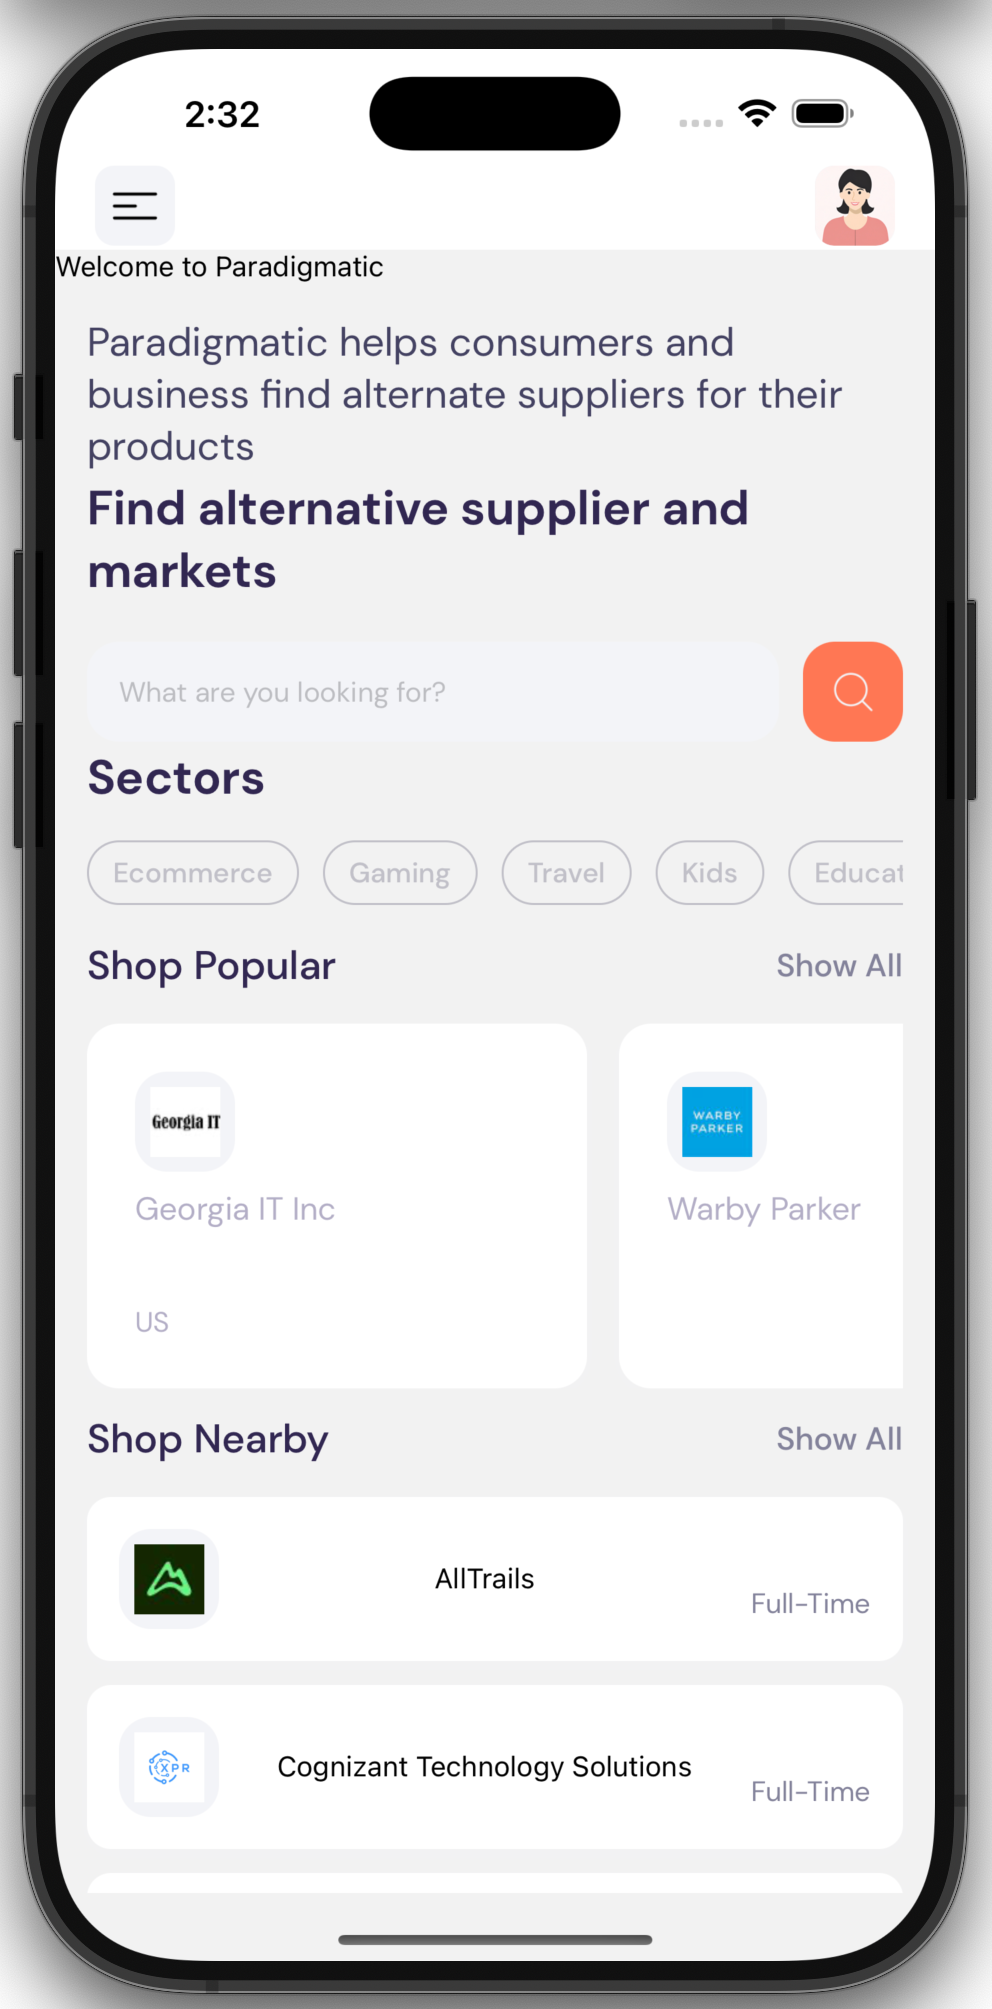 2:32
Welcome to Paradigmatic
Paradigmatic helps consumers and
business find alternate suppliers for their
products
Find alternative supplier and
markets
What are you looking for?
Sectors
Ecommerce Gaming Travel Kids Educat
Shop Popular Show All
Georgia IT WARBY
PARKER
Georgia IT Inc Warby Parker
US
Shop Nearby Show All
AllTrails
Full-Time
XPR
Cognizant Technology Solutions
Full-Time